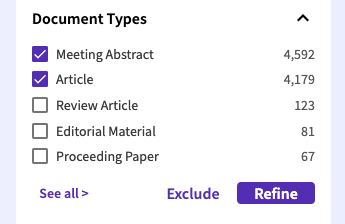 Document Types
Meeting Abstract 4,592
Article 4,179
Review Article 123
Editorial Material 81
Proceeding Paper 67
See all > Exclude Refine